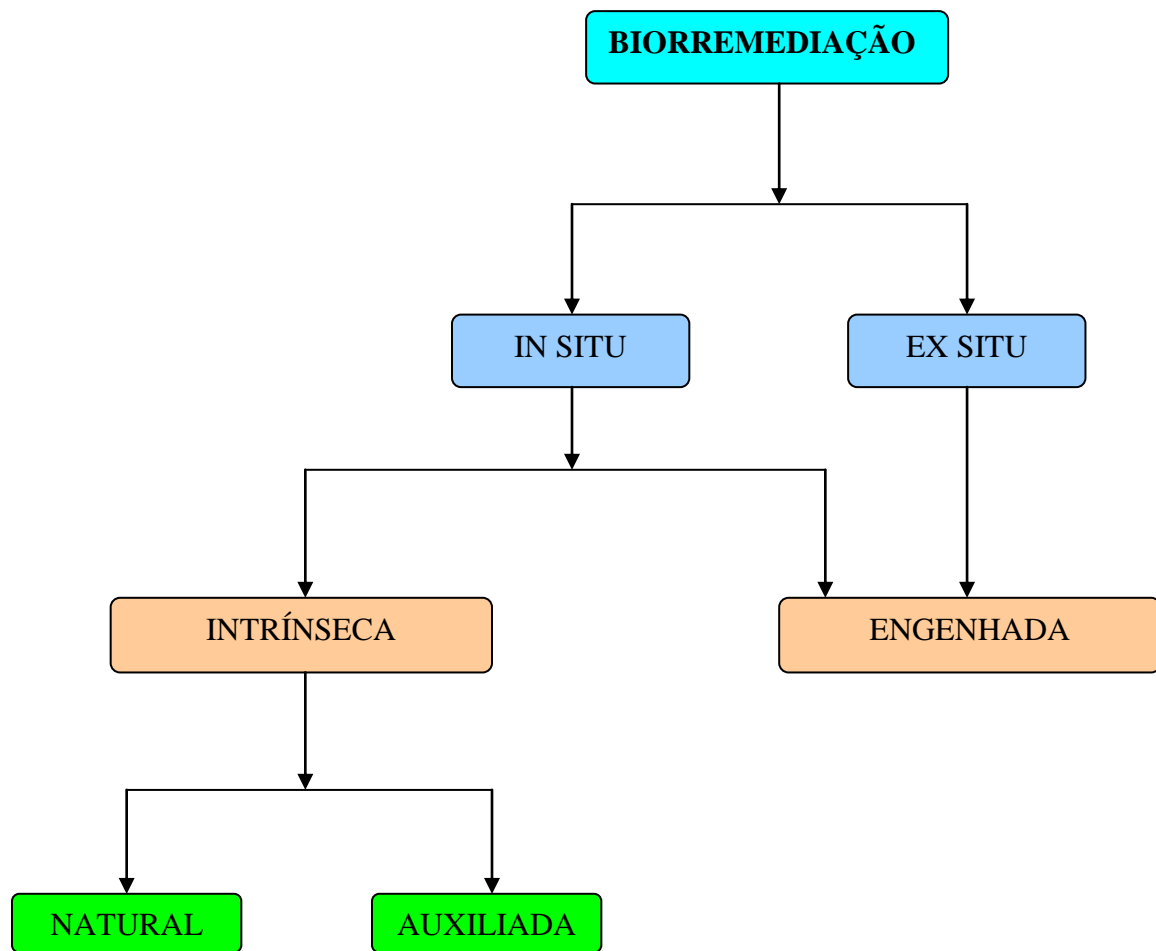 BIORREMEDIAÇÃO
IN SITU
EX SITU
INTRÍNSECA
ENGENHADA
NATURAL
AUXILIADA